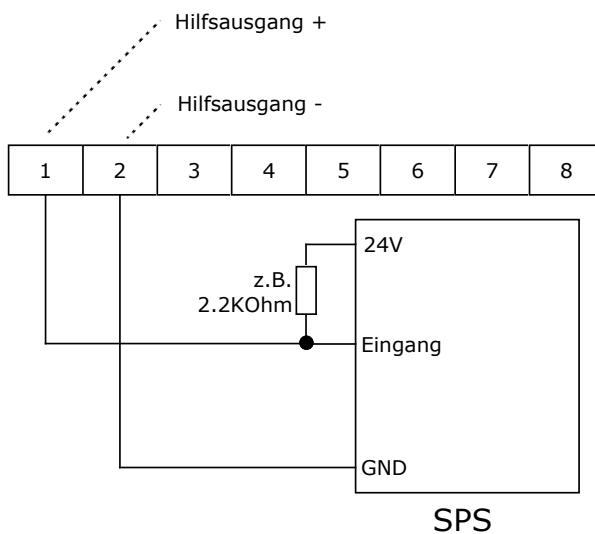 Hilfsausgang +
Hilfsausgang -
1 2 3 4 5 6 7 8
24V
z.B.
2.2KOhm
Eingang
GND
SPS